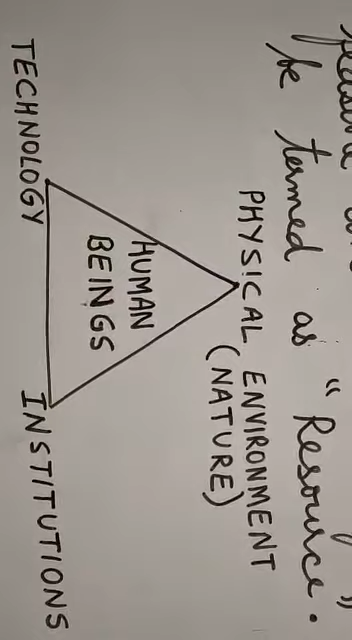 be termed as "Resource".
PHYSICAL ENVIRONMENT
(NATURE)
HUMAN
BEINGS
TECHNOLOGY INSTITUTIONS